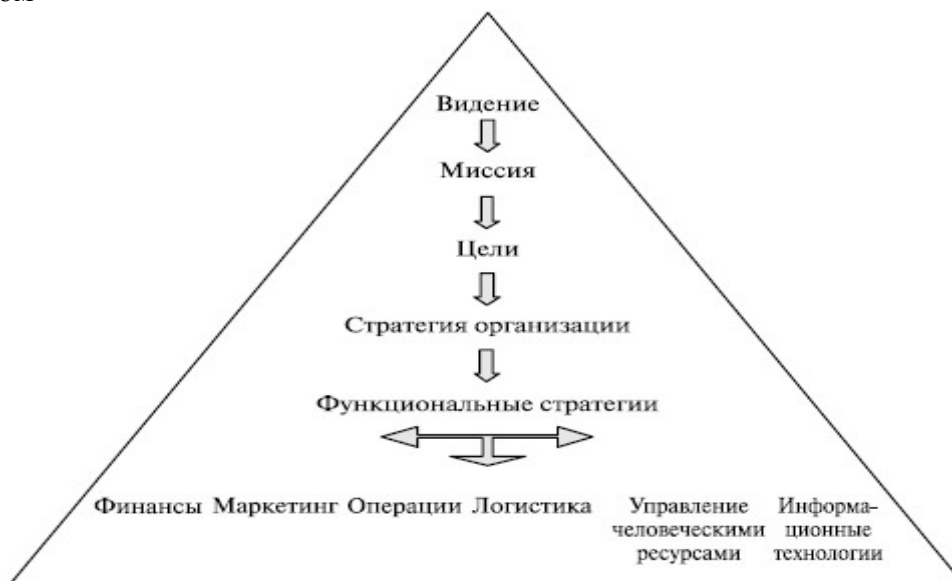 Видение
Миссия
Цели
Стратегия организации
Функциональные стратегии
Финансы Маркетинг Операции Логистика Управление Информа-
человеческими ционные
ресурсами технологии